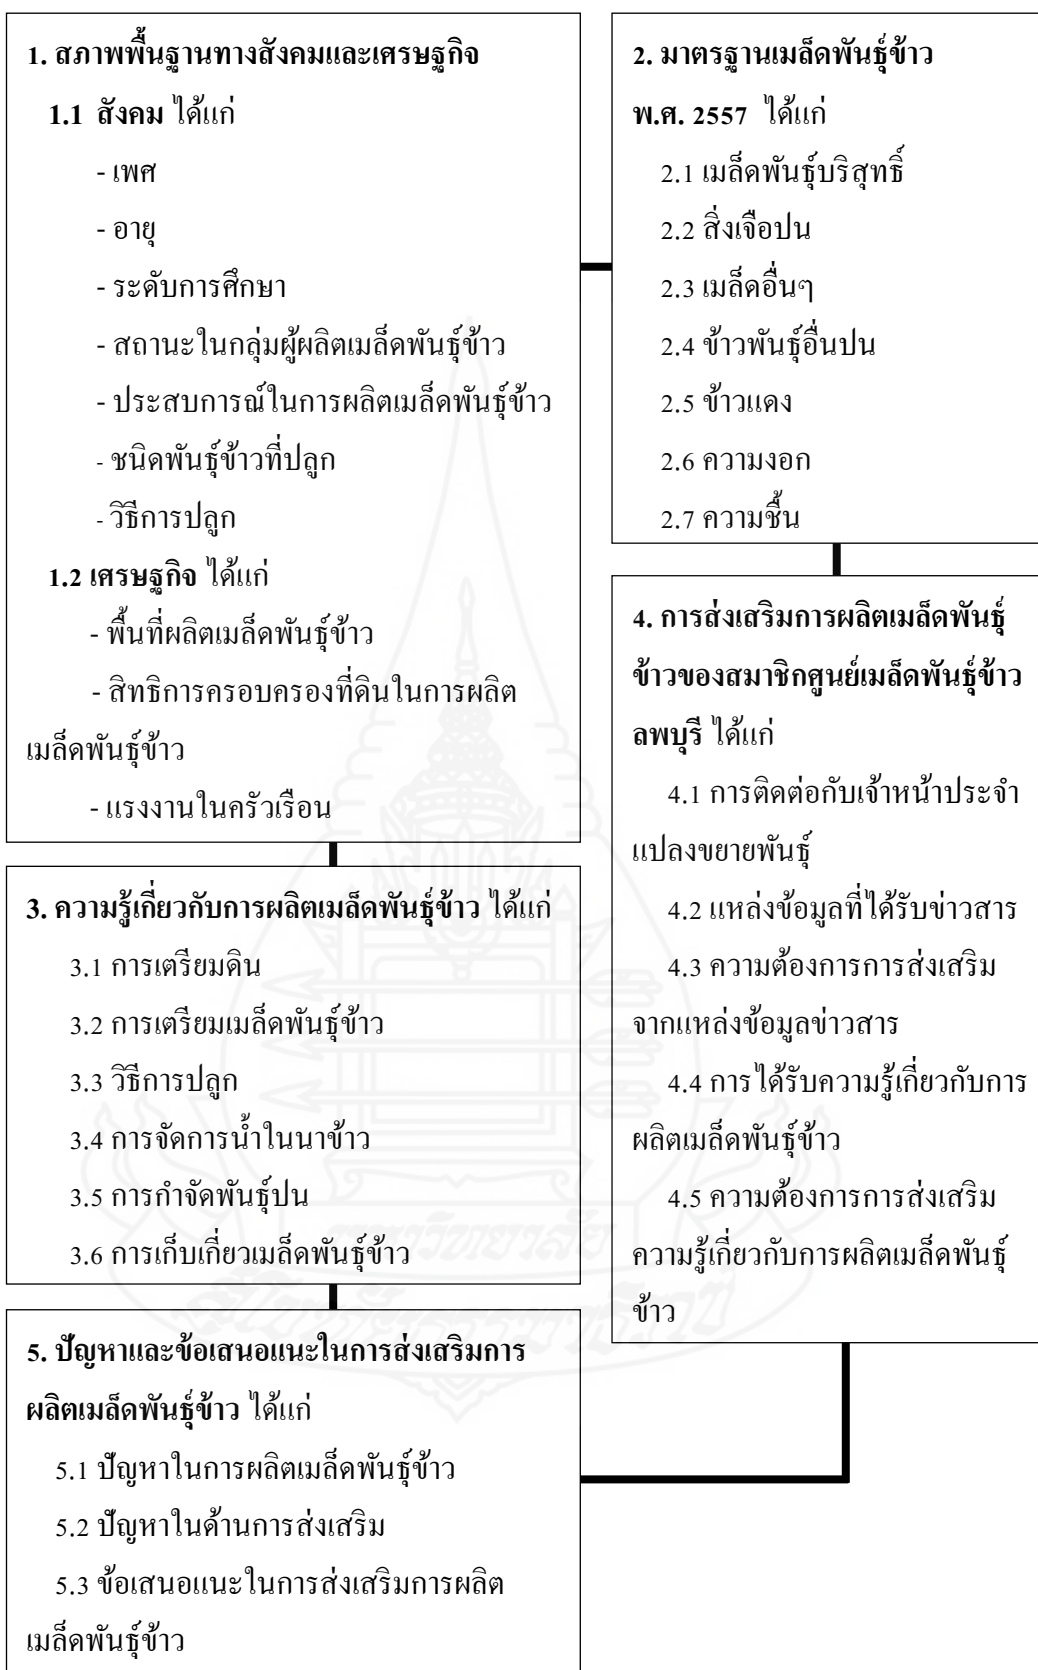 1. สภาพพื้นฐานทางสังคมและเศรษฐกิจ
1.1 สังคม ได้แก่
- เพศ
- อายุ
- ระดับการศึกษา
- สถานะในกลุ่มผู้ผลิตเมล็ดพันธุ์ข้าว
- ประสบการณ์ในการผลิตเมล็ดพันธุ์ข้าว
- ชนิดพันธุ์ข้าวที่ปลูก
- วิธีการปลูก
1.2 เศรษฐกิจ ได้แก่
- พื้นที่ผลิตเมล็ดพันธุ์ข้าว
- สิทธิการครอบครองที่ดินในการผลิต
เมล็ดพันธุ์ข้าว
- แรงงานในครัวเรือน
2. มาตรฐานเมล็ดพันธุ์ข้าว
พ.ศ. 2557 ได้แก่
2.1 เมล็ดพันธุ์บริสุทธิ์
2.2 สิ่งเจือปน
2.3 เมล็ดอื่นๆ
2.4 ข้าวพันธุ์อื่นปน
2.5 ข้าวแดง
2.6 ความงอก
2.7 ความชื้น
3. ความรู้เกี่ยวกับการผลิตเมล็ดพันธุ์ข้าว ได้แก่
3.1 การเตรียมดิน
3.2 การเตรียมเมล็ดพันธุ์ข้าว
3.3 วิธีการปลูก
3.4 การจัดการน้ำในนาข้าว
3.5 การกำจัดพันธุ์ปน
3.6 การเก็บเกี่ยวเมล็ดพันธุ์ข้าว
4. การส่งเสริมการผลิตเมล็ดพันธุ์
ข้าวของสมาชิกศูนย์เมล็ดพันธุ์ข้าว
ลพบุรี ได้แก่
4.1 การติดต่อกับเจ้าหน้าประจำ
แปลงขยายพันธุ์
4.2 แหล่งข้อมูลที่ได้รับข่าวสาร
4.3 ความต้องการการส่งเสริม
จากแหล่งข้อมูลข่าวสาร
4.4 การได้รับความรู้เกี่ยวกับการ
ผลิตเมล็ดพันธุ์ข้าว
4.5 ความต้องการการส่งเสริม
ความรู้เกี่ยวกับการผลิตเมล็ดพันธุ์
ข้าว
5. ปัญหาและข้อเสนอแนะในการส่งเสริมการ
ผลิตเมล็ดพันธุ์ข้าว ได้แก่
5.1 ปัญหาในการผลิตเมล็ดพันธุ์ข้าว
5.2 ปัญหาในด้านการส่งเสริม
5.3 ข้อเสนอแนะในการส่งเสริมการผลิต
เมล็ดพันธุ์ข้าว